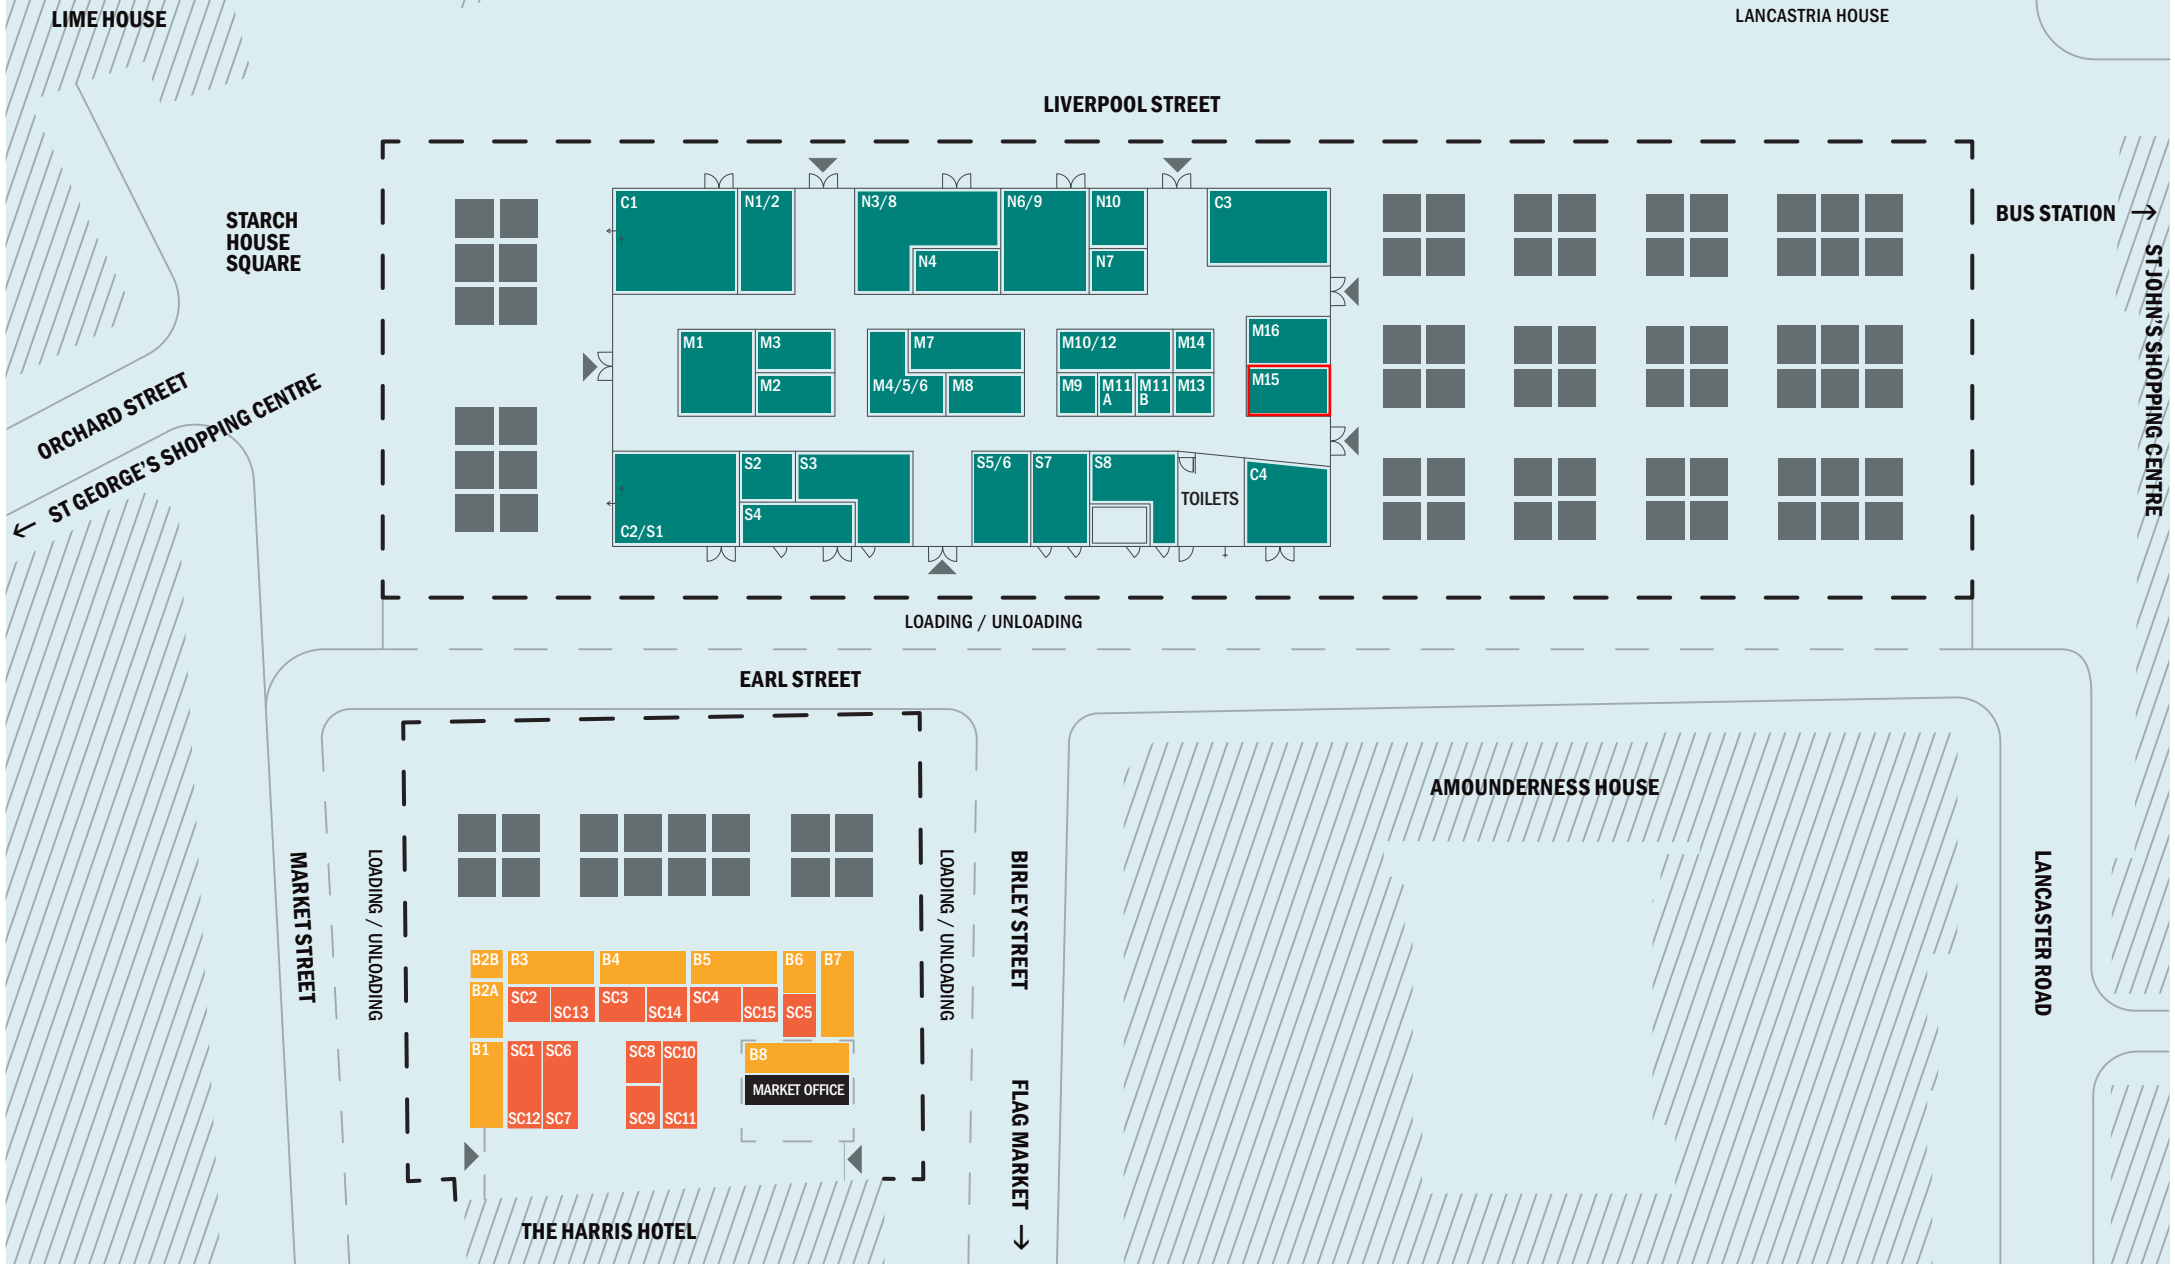 LIME HOUSE
LANCASTRIA HOUSE
LIVERPOOL STREET
STARCH
HOUSE
SQUARE
BUS STATION →
ST JOHN'S SHOPPING CENTRE
ORCHARD STREET
← ST GEORGE'S SHOPPING CENTRE
C1
N1/2
N3/8
N4
N6/9
N10
N7
C3
M1
M3
M2
M7
M4/5/6
M8
M10/12
M14
M9
M11
A
M11
B
M13
M16
M15
C2/S1
S2
S3
S4
S5/6
S7
S8
TOILETS
C4
LOADING / UNLOADING
EARL STREET
AMOUNDERNESS HOUSE
MARKET STREET
LOADING / UNLOADING
LOADING / UNLOADING
BIRLEY STREET
FLAG MARKET →
LANCASTER ROAD
B2B
B3
B4
B5
B6
B7
B2A
SC2
SC13
SC3
SC14
SC4
SC15
SC5
B1
SC1
SC6
SC8
SC10
B8
MARKET OFFICE
SC12
SC7
SC9
SC11
THE HARRIS HOTEL